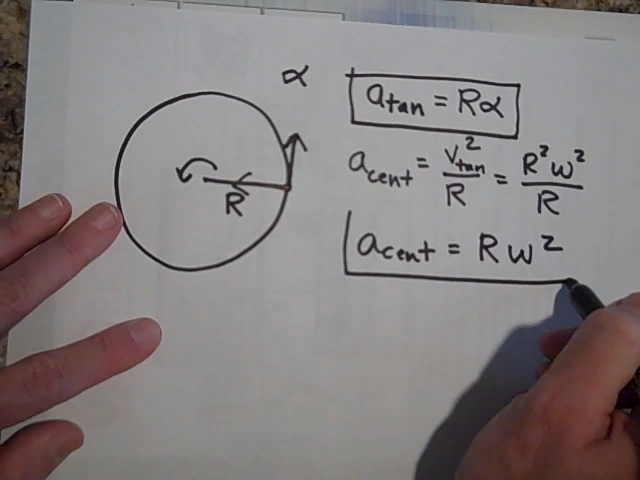 α
a_tan = Rα
a_cent = v_tan² / R = R²ω² / R
R
a_cent = Rω²